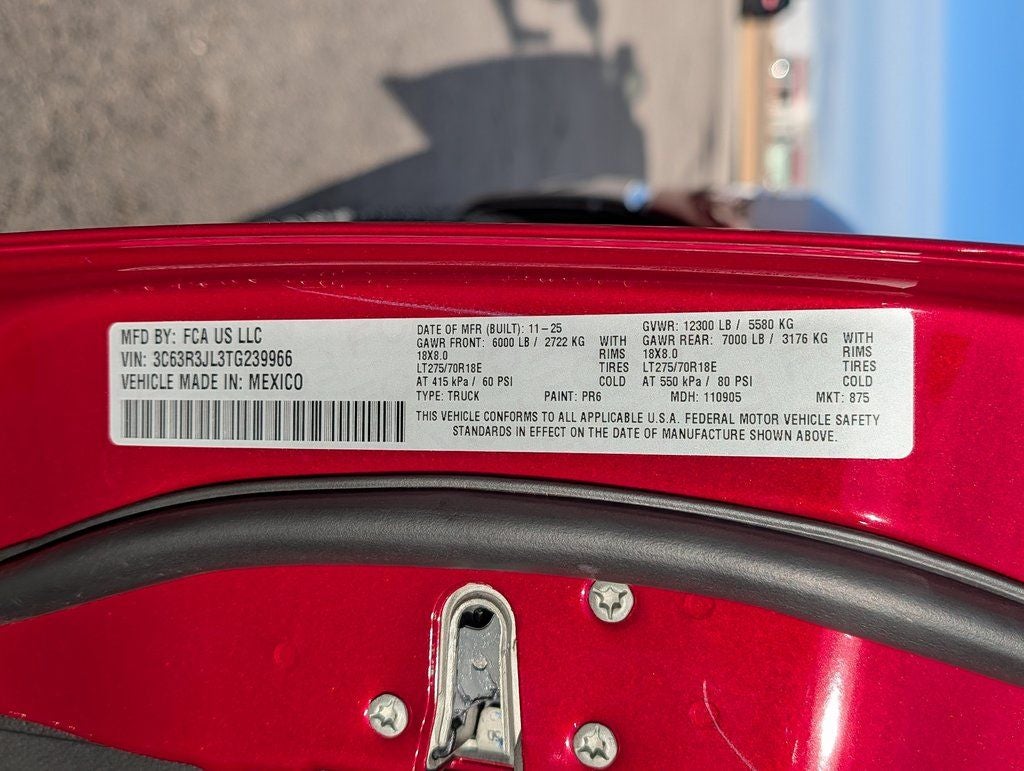 MFD BY: FCA US LLC
VIN: 3C63R3JL3TG239966
VEHICLE MADE IN: MEXICO
DATE OF MFR (BUILT): 11-25
GVWR: 12300 LB / 5580 KG
GAWR FRONT: 6000 LB / 2722 KG WITH
18X8.0 RIMS
LT275/70R18E TIRES
AT 415 kPa / 60 PSI COLD
GAWR REAR: 7000 LB / 3176 KG WITH
18X8.0 RIMS
LT275/70R18E TIRES
AT 550 kPa / 80 PSI COLD
TYPE: TRUCK PAINT: PR6 MDH: 110905 MKT: 875
THIS VEHICLE CONFORMS TO ALL APPLICABLE U.S.A. FEDERAL MOTOR VEHICLE SAFETY
STANDARDS IN EFFECT ON THE DATE OF MANUFACTURE SHOWN ABOVE.